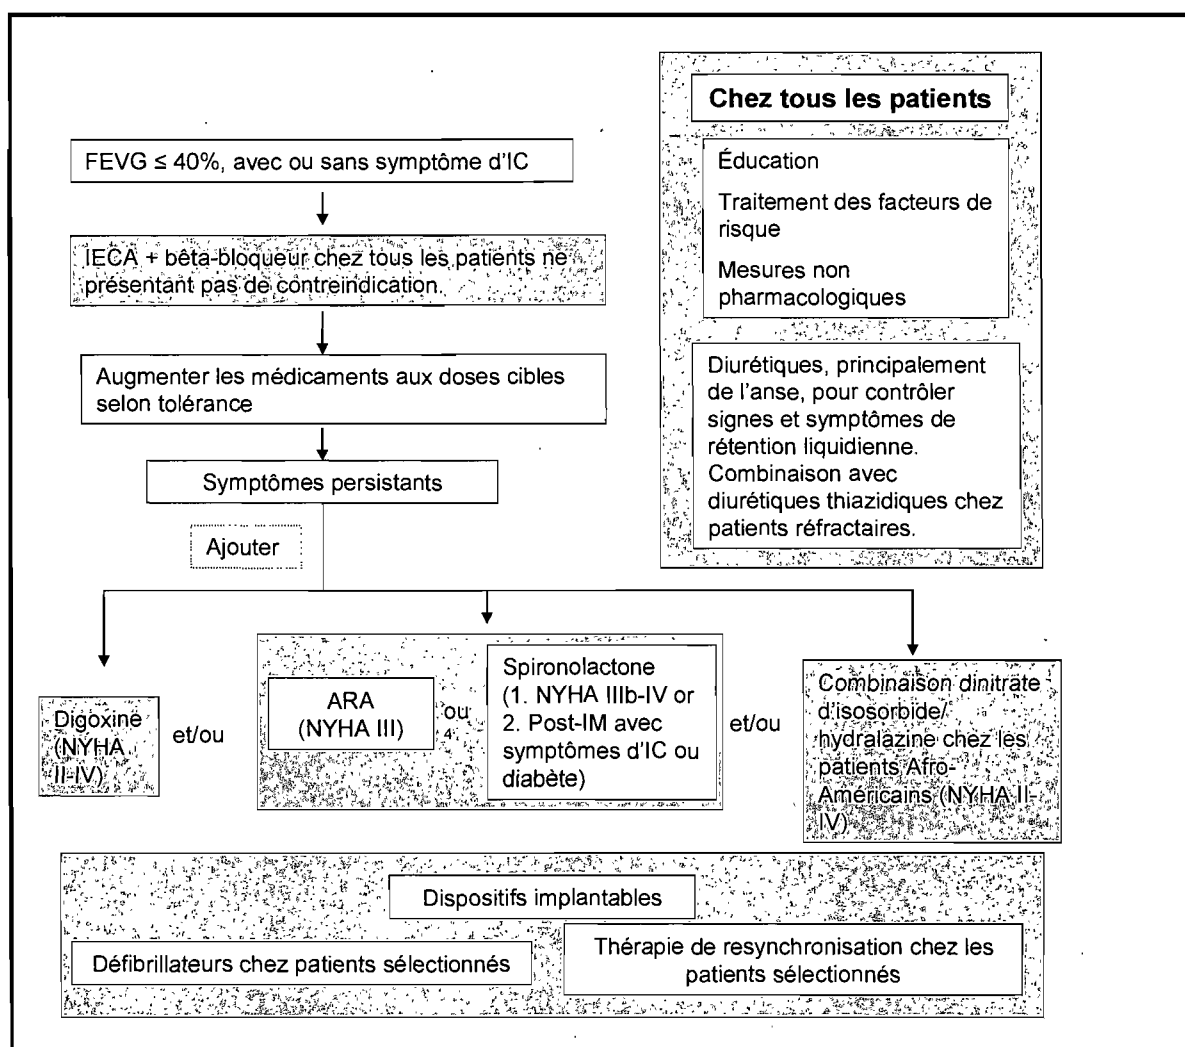 FEVG ≤ 40%, avec ou sans symptôme d'IC
IECA + bêta-bloqueur chez tous les patients ne
présentant pas de contreindication.
Augmenter les médicaments aux doses cibles
selon tolérance
Symptômes persistants
Ajouter
Chez tous les patients
Éducation
Traitement des facteurs de
risque
Mesures non
pharmacologiques
Diurétiques, principalement
de l'anse, pour contrôler
signes et symptômes de
rétention liquidienne.
Combinaison avec
diurétiques thiazidiques chez
patients réfractaires.
Digoxine
(NYHA
II-IV)
et/ou
ARA
(NYHA III)
ou
Spironolactone
(1. NYHA IIIb-IV or
2. Post-IM avec
symptômes d'IC ou
diabète)
et/ou
Combinaison dinitrate
d'isosorbide/
hydralazine chez les
patients Afro-
Américains (NYHA II-
IV)
Dispositifs implantables
Défibrillateurs chez patients sélectionnés
Thérapie de resynchronisation chez les
patients sélectionnés